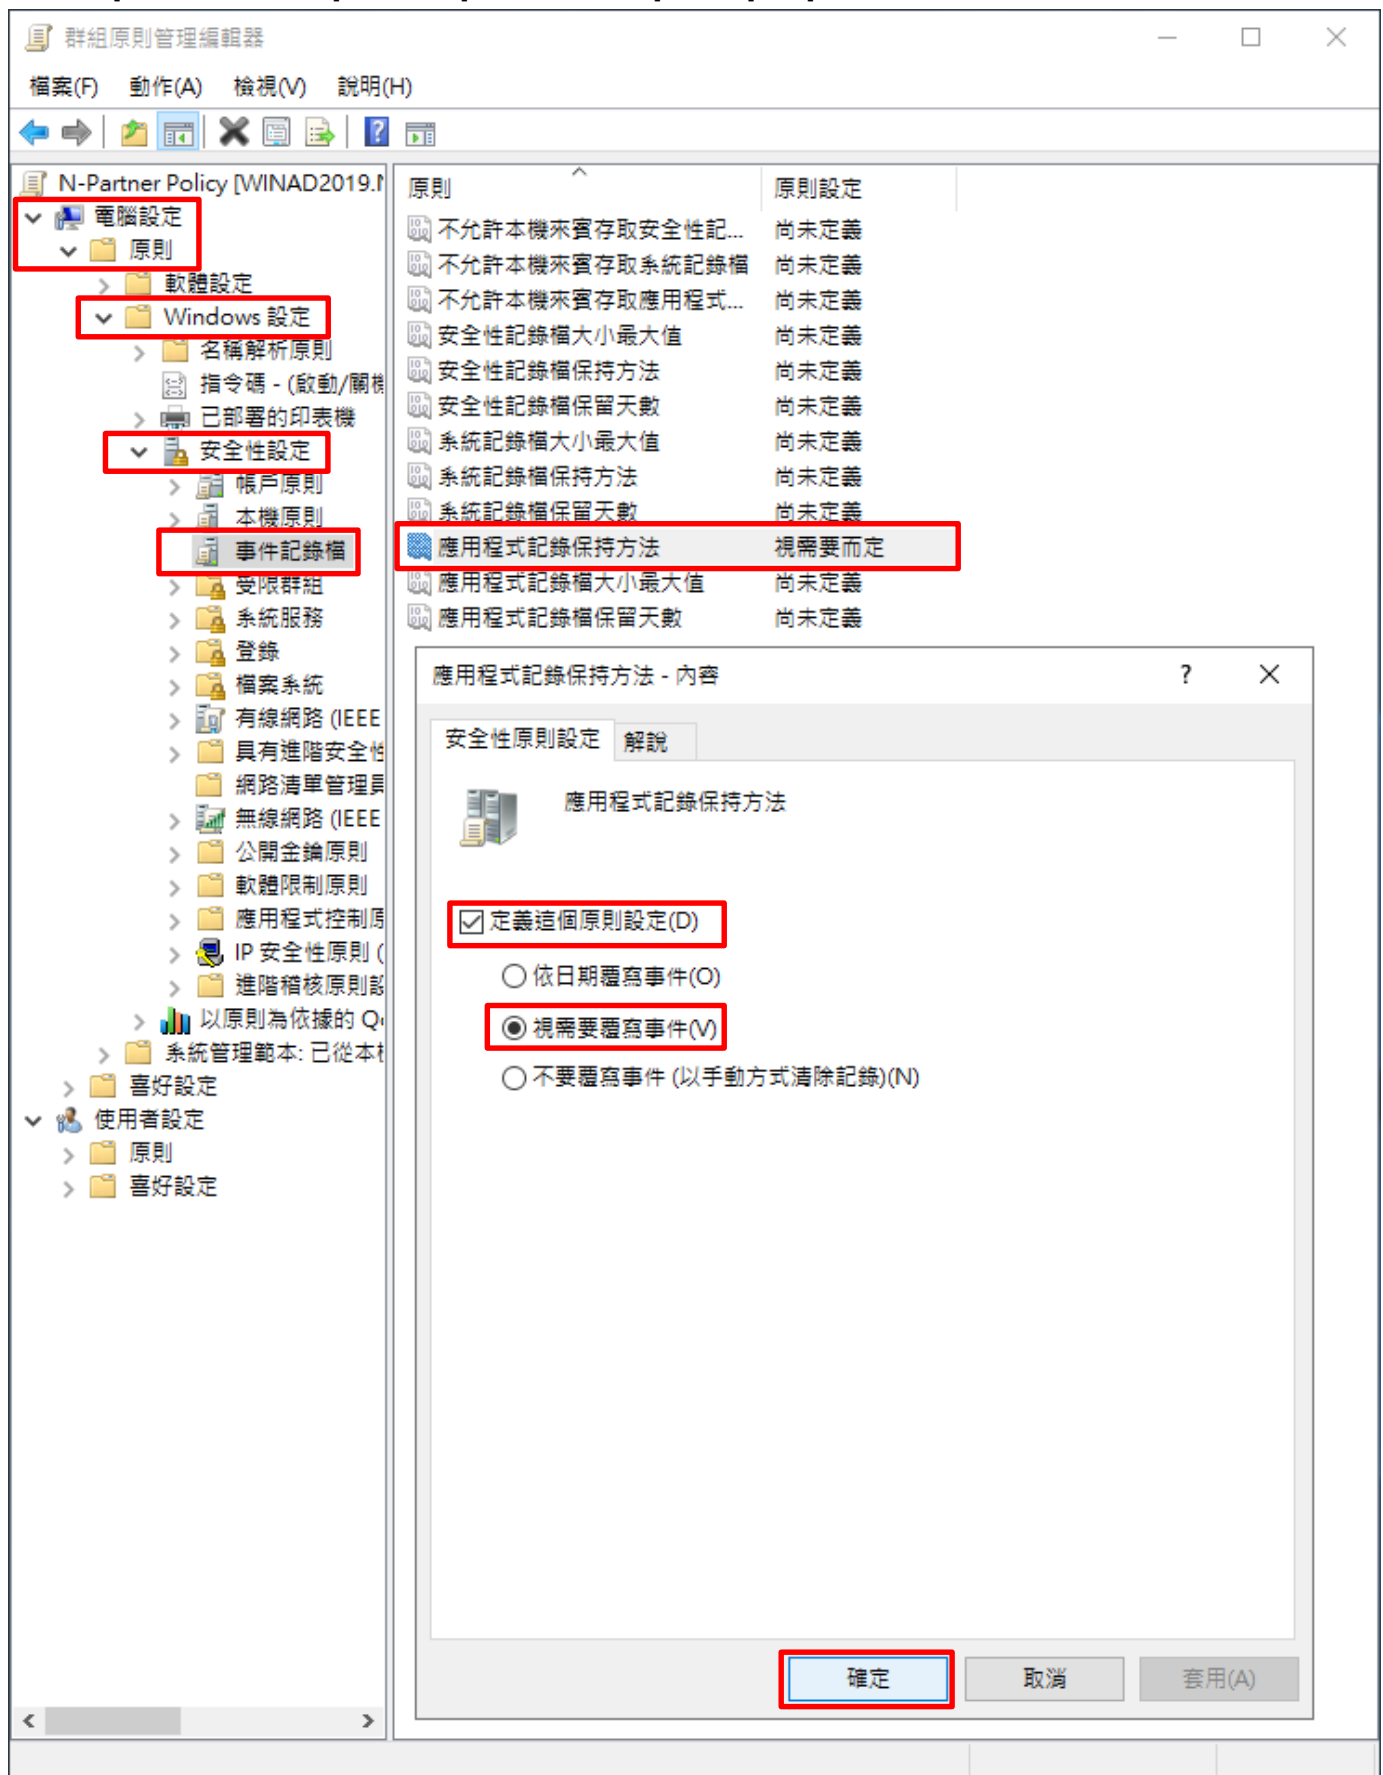 群組原則管理編輯器
檔案(F) 動作(A) 檢視(V) 說明(H)
N-Partner Policy [WINAD2019.
電腦設定
原則
軟體設定
Windows 設定
名稱解析原則
指令碼 - (啟動/關機
已部署的印表機
安全性設定
帳戶原則
本機原則
事件記錄檔
受限群組
系統服務
登錄
檔案系統
有線網路 (IEEE
具有進階安全性
網路清單管理員
無線網路 (IEEE
公開金鑰原則
軟體限制原則
應用程式控制原
IP 安全性原則 (
進階稽核原則設
以原則為依據的 Qo
系統管理範本: 已從本機
喜好設定
使用者設定
原則
喜好設定
原則 原則設定
不允許本機來賓存取安全性記... 尚未定義
不允許本機來賓存取系統記錄檔 尚未定義
不允許本機來賓存取應用程式... 尚未定義
安全性記錄檔大小最大值 尚未定義
安全性記錄檔保持方法 尚未定義
安全性記錄檔保留天數 尚未定義
系統記錄檔大小最大值 尚未定義
系統記錄檔保持方法 尚未定義
系統記錄檔保留天數 尚未定義
應用程式記錄保持方法 視需要而定
應用程式記錄檔大小最大值 尚未定義
應用程式記錄檔保留天數 尚未定義
應用程式記錄保持方法 - 內容 ?
安全性原則設定 解說
應用程式記錄保持方法
定義這個原則設定(D)
依日期覆寫事件(O)
視需要覆寫事件(V)
不要覆寫事件 (以手動方式清除記錄)(N)
確定 取消 套用(A)